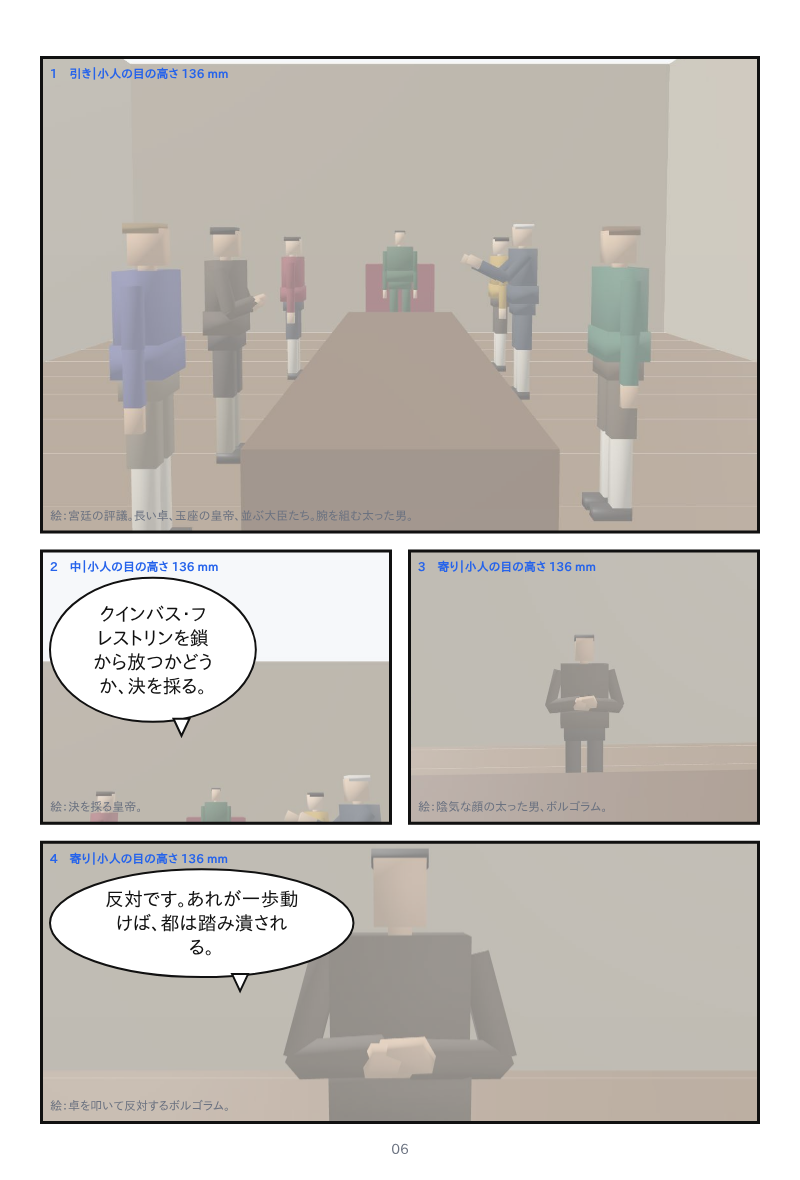 1 引き|小人の目の高さ 136 mm
絵:宮廷の評議。長い卓、玉座の皇帝、並ぶ大臣たち。腕を組む太った男。
2 中|小人の目の高さ 136 mm
クインバス・フ
レストリンを鎖
から放つかどう
か、決を採る。
絵:決を採る皇帝。
3 寄り|小人の目の高さ 136 mm
絵:陰気な顔の太った男、ボルゴラム。
4 寄り|小人の目の高さ 136 mm
反対です。あれが一歩動
けば、都は踏み潰され
る。
絵:卓を叩いて反対するボルゴラム。
06